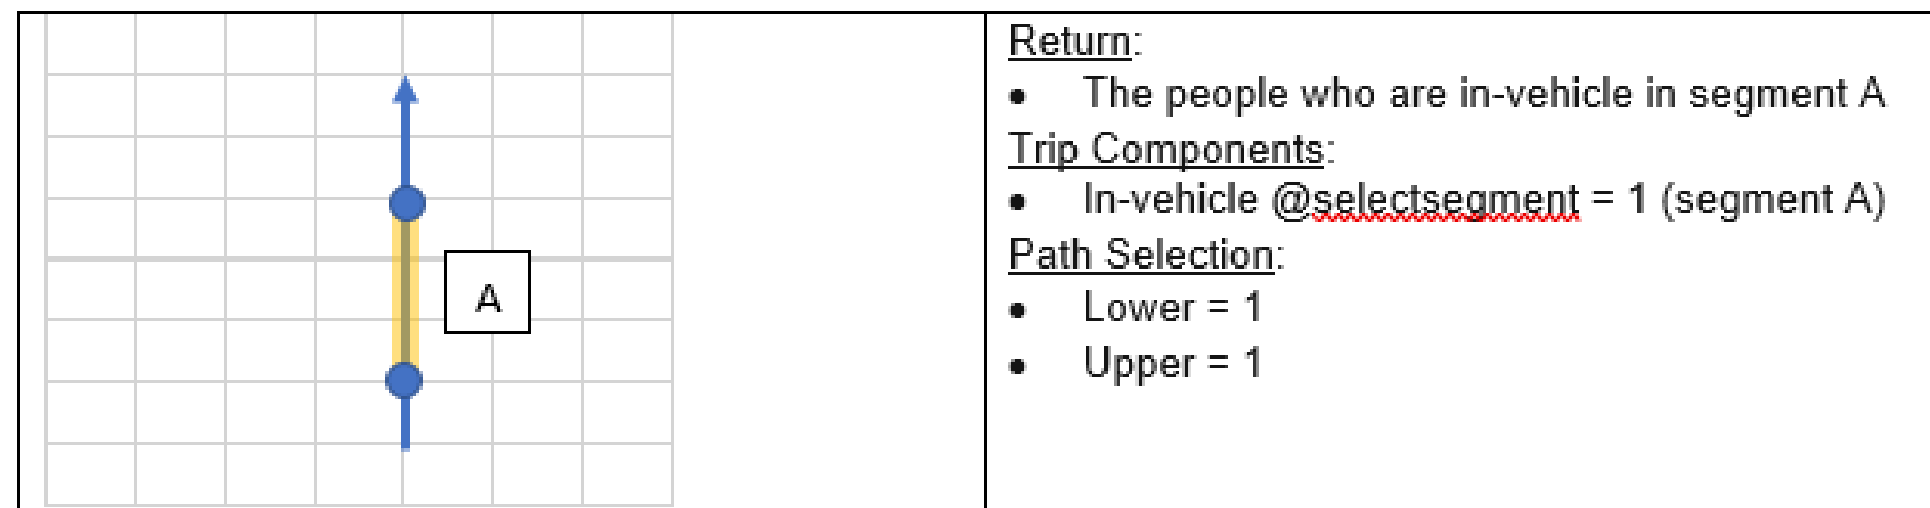 A
Return:
• The people who are in-vehicle in segment A
Trip Components:
• In-vehicle @selectsegment = 1 (segment A)
Path Selection:
• Lower = 1
• Upper = 1